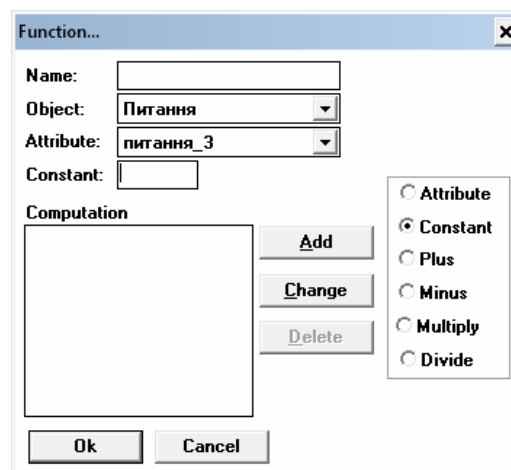 Function...
Name:
Object: Питання
Attribute: питання_3
Constant:
Computation
Add
Change
Delete
Attribute
Constant
Plus
Minus
Multiply
Divide
Ok Cancel